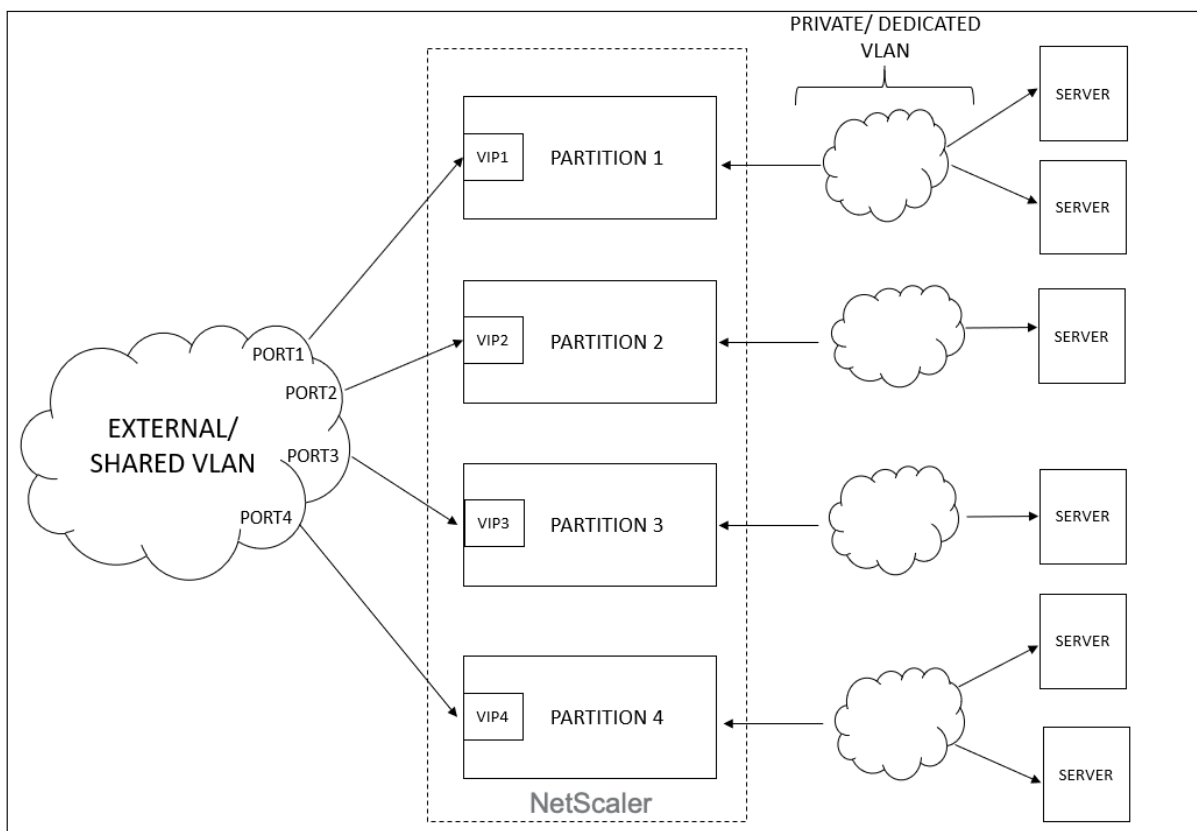 PRIVATE/ DEDICATED
VLAN
SERVER
VIP1
PARTITION 1
SERVER
VIP2
PARTITION 2
SERVER
PORT1
PORT2
EXTERNAL/
SHARED VLAN
PORT3
PORT4
VIP3
PARTITION 3
SERVER
SERVER
VIP4
PARTITION 4
SERVER
NetScaler